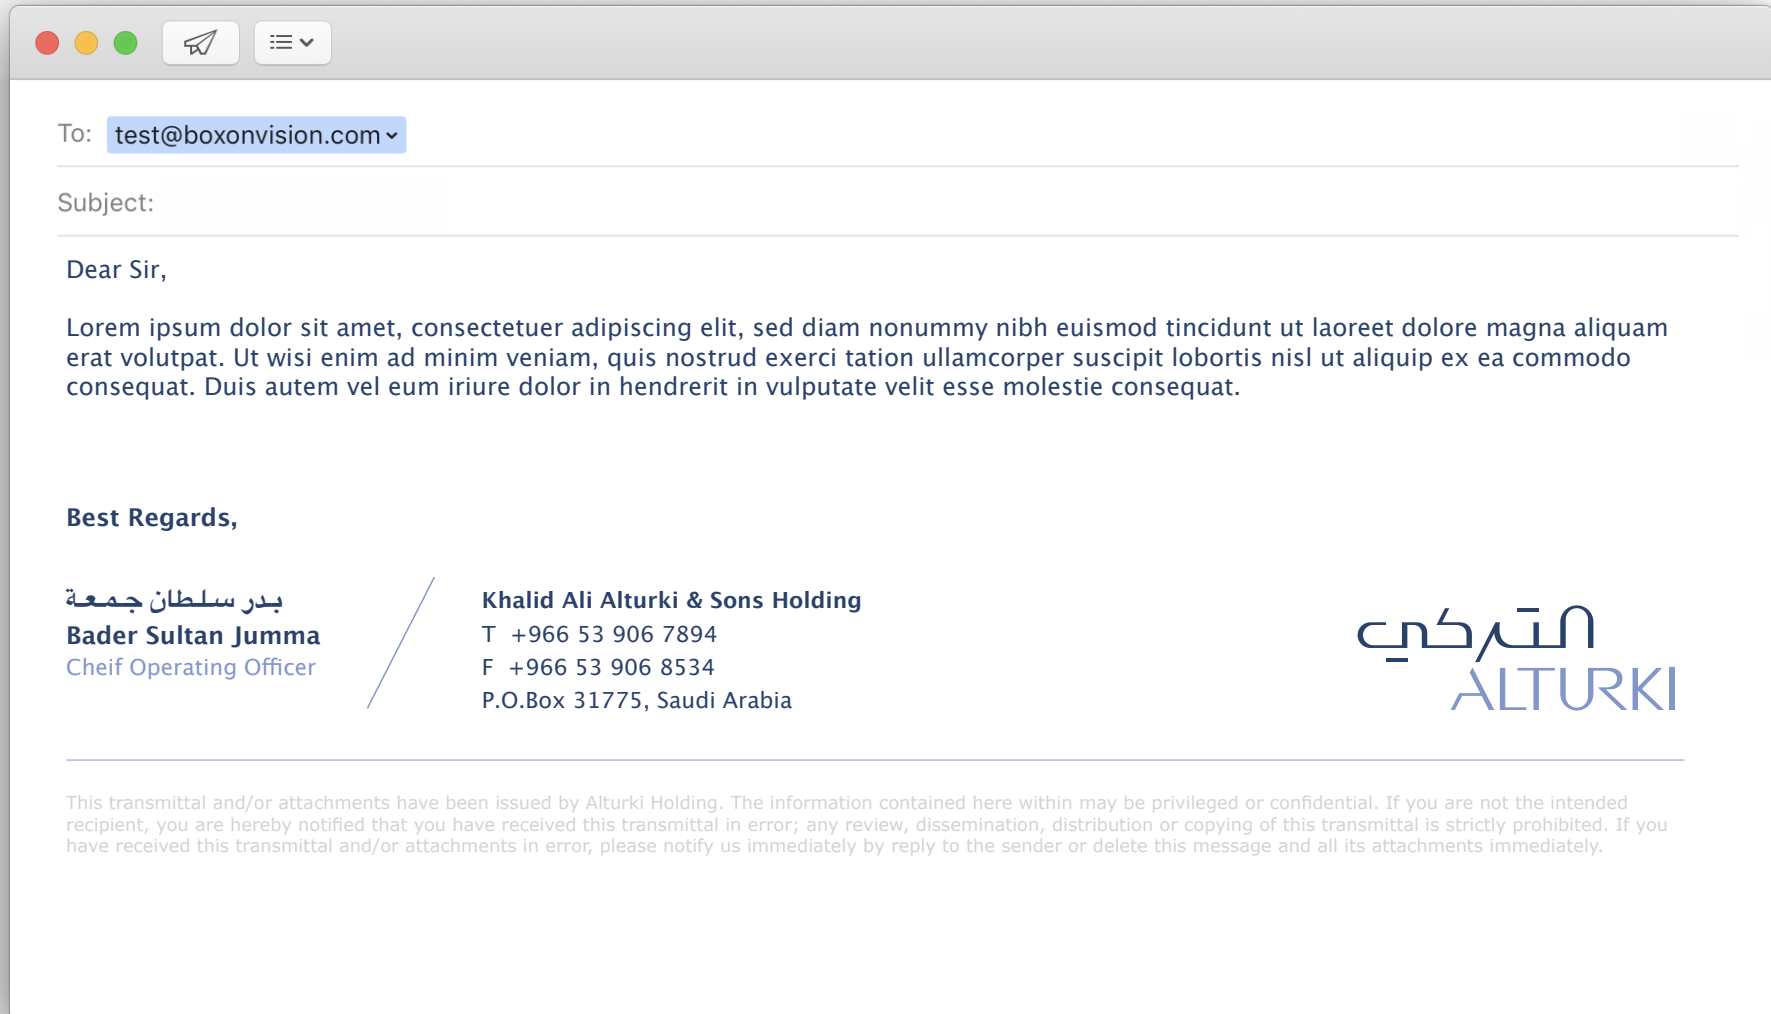 To: test@boxonvision.com
Subject:
Dear Sir,
Lorem ipsum dolor sit amet, consectetuer adipiscing elit, sed diam nonummy nibh euismod tincidunt ut laoreet dolore magna aliquam
erat volutpat. Ut wisi enim ad minim veniam, quis nostrud exerci tation ullamcorper suscipit lobortis nisl ut aliquip ex ea commodo
consequat. Duis autem vel eum iriure dolor in hendrerit in vulputate velit esse molestie consequat.
Best Regards,
بدر سلطان جمعة
Bader Sultan Jumma
Cheif Operating Officer
Khalid Ali Alturki & Sons Holding
T +966 53 906 7894
F +966 53 906 8534
P.O.Box 31775, Saudi Arabia
التركي
ALTURKI
This transmittal and/or attachments have been issued by Alturki Holding. The information contained here within may be privileged or confidential. If you are not the intended
recipient, you are hereby notified that you have received this transmittal in error; any review, dissemination, distribution or copying of this transmittal is strictly prohibited. If you
have received this transmittal and/or attachments in error, please notify us immediately by reply to the sender or delete this message and all its attachments immediately.